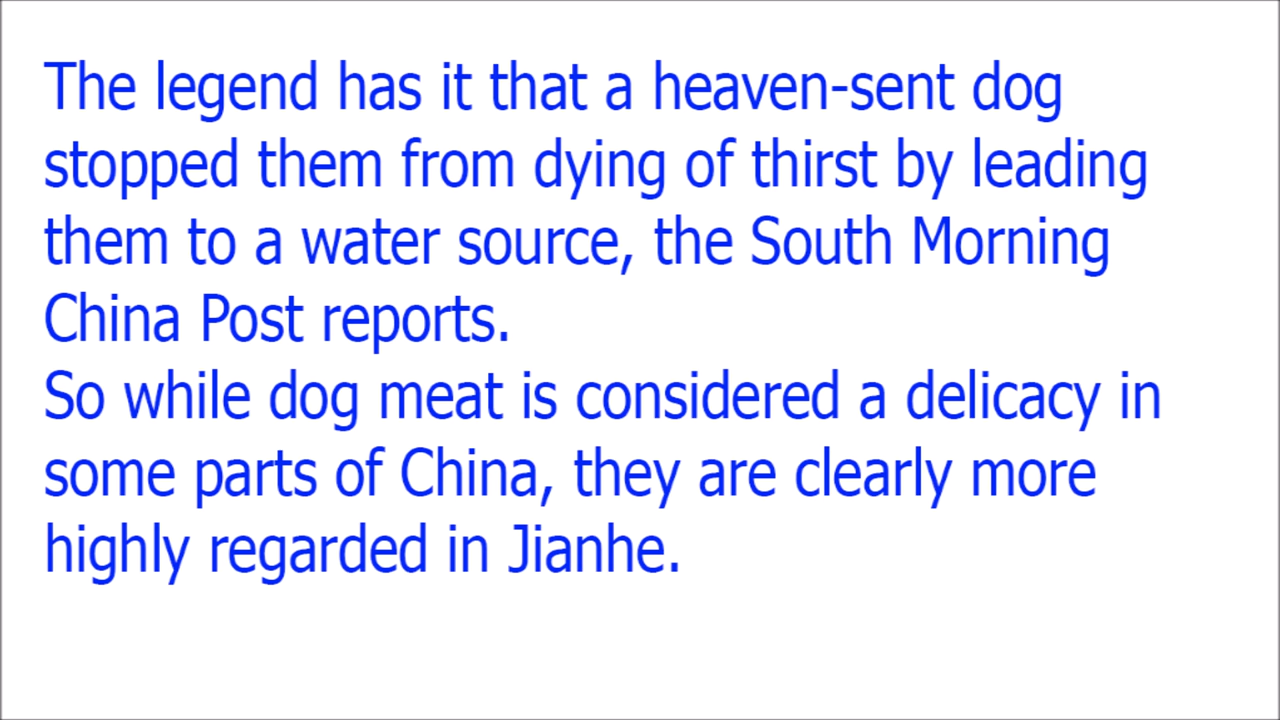 The legend has it that a heaven-sent dog
stopped them from dying of thirst by leading
them to a water source, the South Morning
China Post reports.
So while dog meat is considered a delicacy in
some parts of China, they are clearly more
highly regarded in Jianhe.